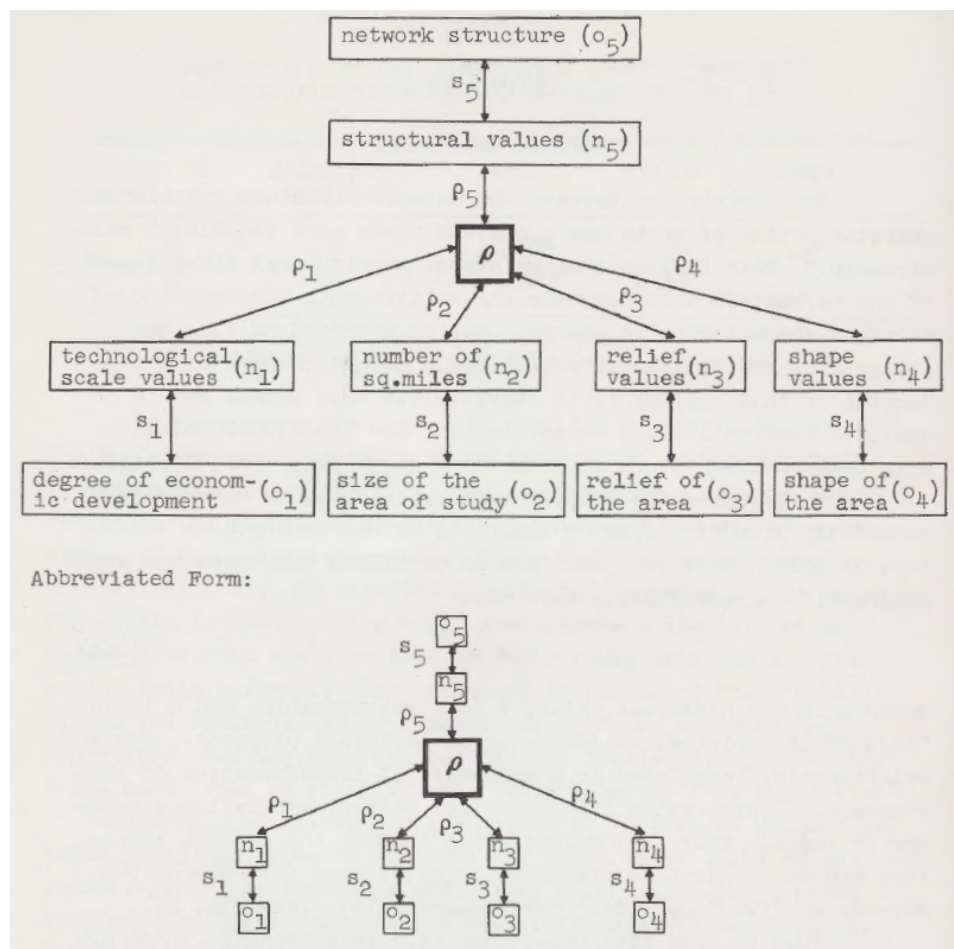 network structure (o5)
s5
structural values (n5)
ρ5
ρ
ρ1
ρ2
ρ3
ρ4
technological
scale values (n1)
number of
sq.miles (n2)
relief
values(n3)
shape
values (n4)
s1
s2
s3
s4
degree of econom-
ic development (o1)
size of the
area of study (o2)
relief of
the area (o3)
shape of
the area (o4)
Abbreviated Form:
o5
s5
n5
ρ5
ρ
ρ1
ρ2
ρ3
ρ4
n1
n2
n3
n4
s1
s2
s3
s4
o1
o2
o3
o4